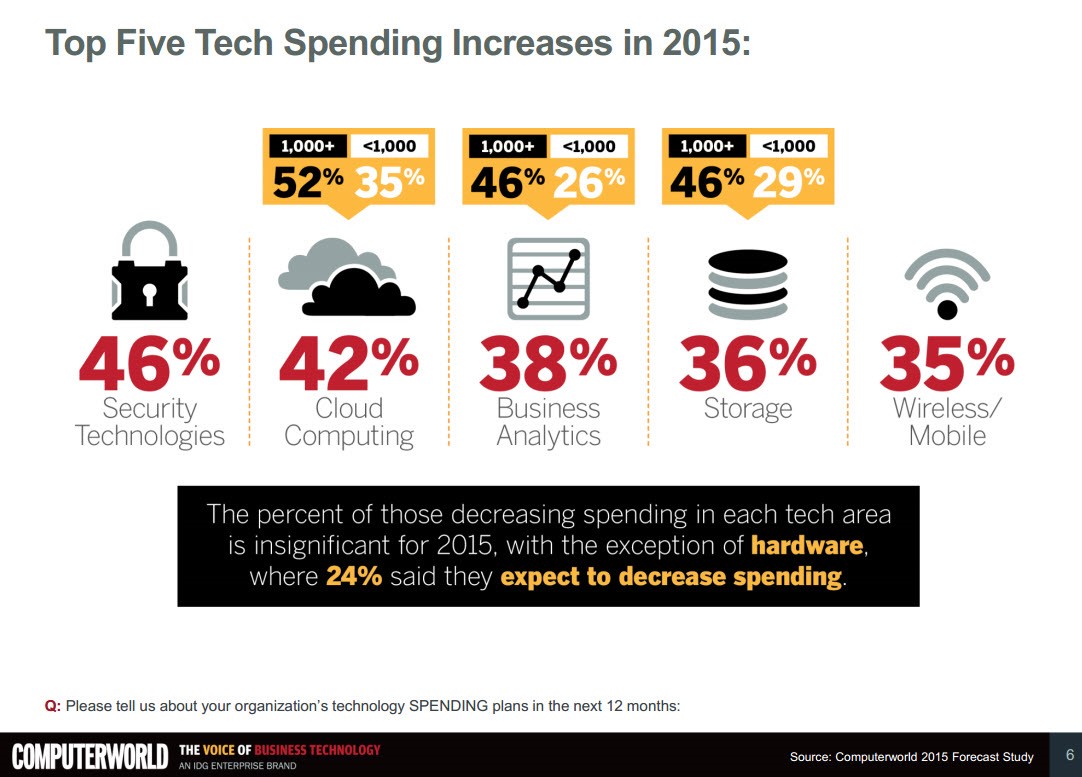 Top Five Tech Spending Increases in 2015:
1,000+ <1,000
52% 35%
1,000+ <1,000
46% 26%
1,000+ <1,000
46% 29%
46%
Security
Technologies
42%
Cloud
Computing
38%
Business
Analytics
36%
Storage
35%
Wireless/
Mobile
The percent of those decreasing spending in each tech area
is insignificant for 2015, with the exception of hardware,
where 24% said they expect to decrease spending.
Q: Please tell us about your organization's technology SPENDING plans in the next 12 months:
COMPUTERWORLD
THE VOICE OF BUSINESS TECHNOLOGY
AN IDG ENTERPRISE BRAND
Source: Computerworld 2015 Forecast Study
6